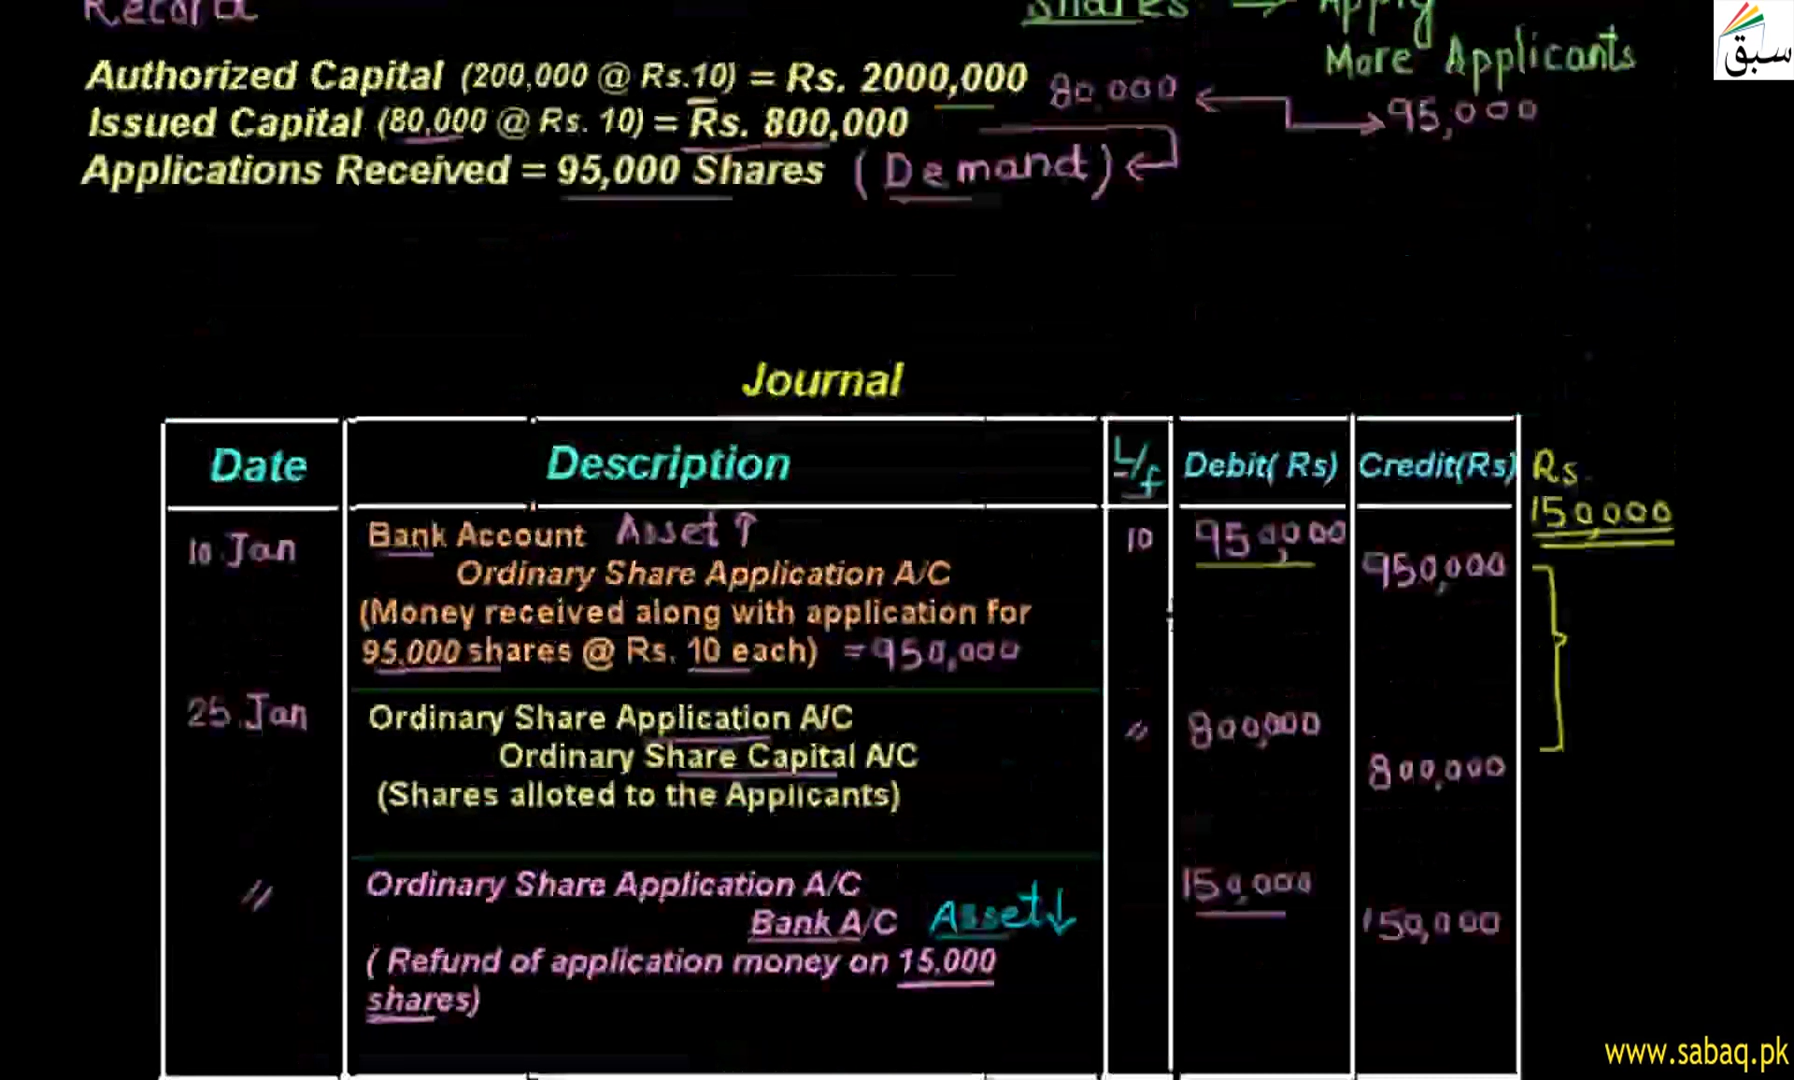 Record
Shares → Apply
سبق
More Applicants
Authorized Capital (200,000 @ Rs.10) = Rs. 2000,000
80,000
95,000
Issued Capital (80,000 @ Rs. 10) = Rs. 800,000
Applications Received = 95,000 Shares (Demand)
Journal
Date Description L/f Debit( Rs) Credit(Rs) Rs.
150,000
10 Jan Bank Account Asset ↑ 10 950,000
Ordinary Share Application A/C 950,000
(Money received along with application for
95,000 shares @ Rs. 10 each) = 950,000
25 Jan Ordinary Share Application A/C // 800,000
Ordinary Share Capital A/C 800,000
(Shares alloted to the Applicants)
// Ordinary Share Application A/C 150,000
Bank A/C Asset ↓ 150,000
( Refund of application money on 15,000
shares)
www.sabaq.pk